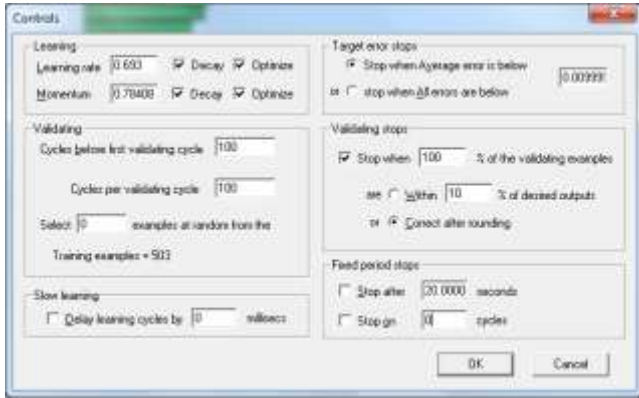 Controls
Learning
Learning rate 0.693 Decay Optimize
Momentum 0.78408 Decay Optimize
Validating
Cycles before first validating cycle 100
Cycles per validating cycle 100
Select 0 examples at random from the
Training examples = 503
Slow learning
Delay learning cycles by 0 millisecs
Target error stops
Stop when Average error is below
or stop when All errors are below
0.00999
Validating stops
Stop when 100 % of the validating examples
are Within 10 % of desired outputs
or Correct after rounding
Fixed period stops
Stop after 20.0000 seconds
Stop on 0 cycles
OK Cancel